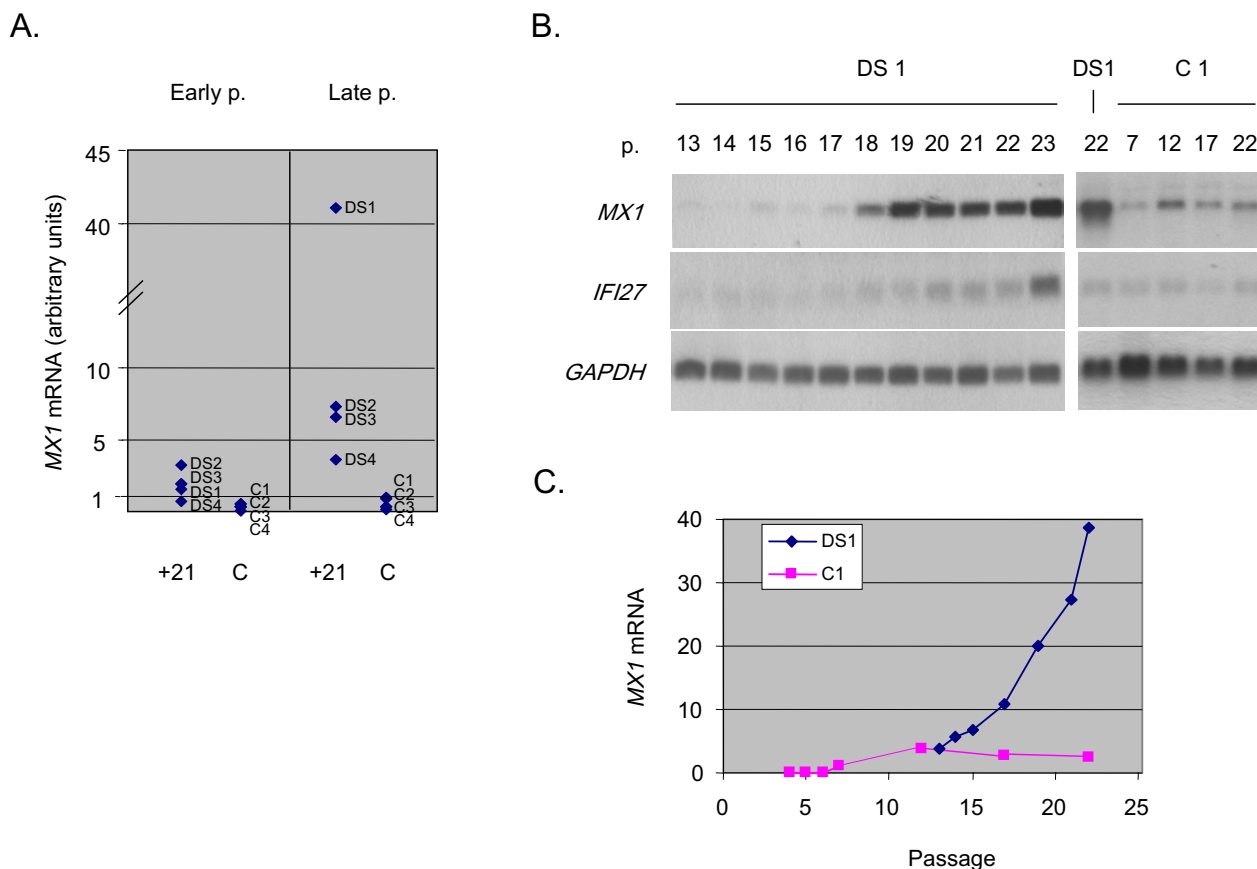 A.
Early p. Late p.
MX1 mRNA (arbitrary units)
45
40
10
5
1
DS1
DS2
DS3
DS4
DS2
DS3
DS1
DS4
C1
C2
C3
C4
C1
C2
C3
C4
+21 C +21 C
B.
DS 1 DS1 C 1
p. 13 14 15 16 17 18 19 20 21 22 23 22 7 12 17 22
MX1
IFI27
GAPDH
C.
MX1 mRNA
40
30
20
10
0
DS1
C1
0 5 10 15 20 25
Passage